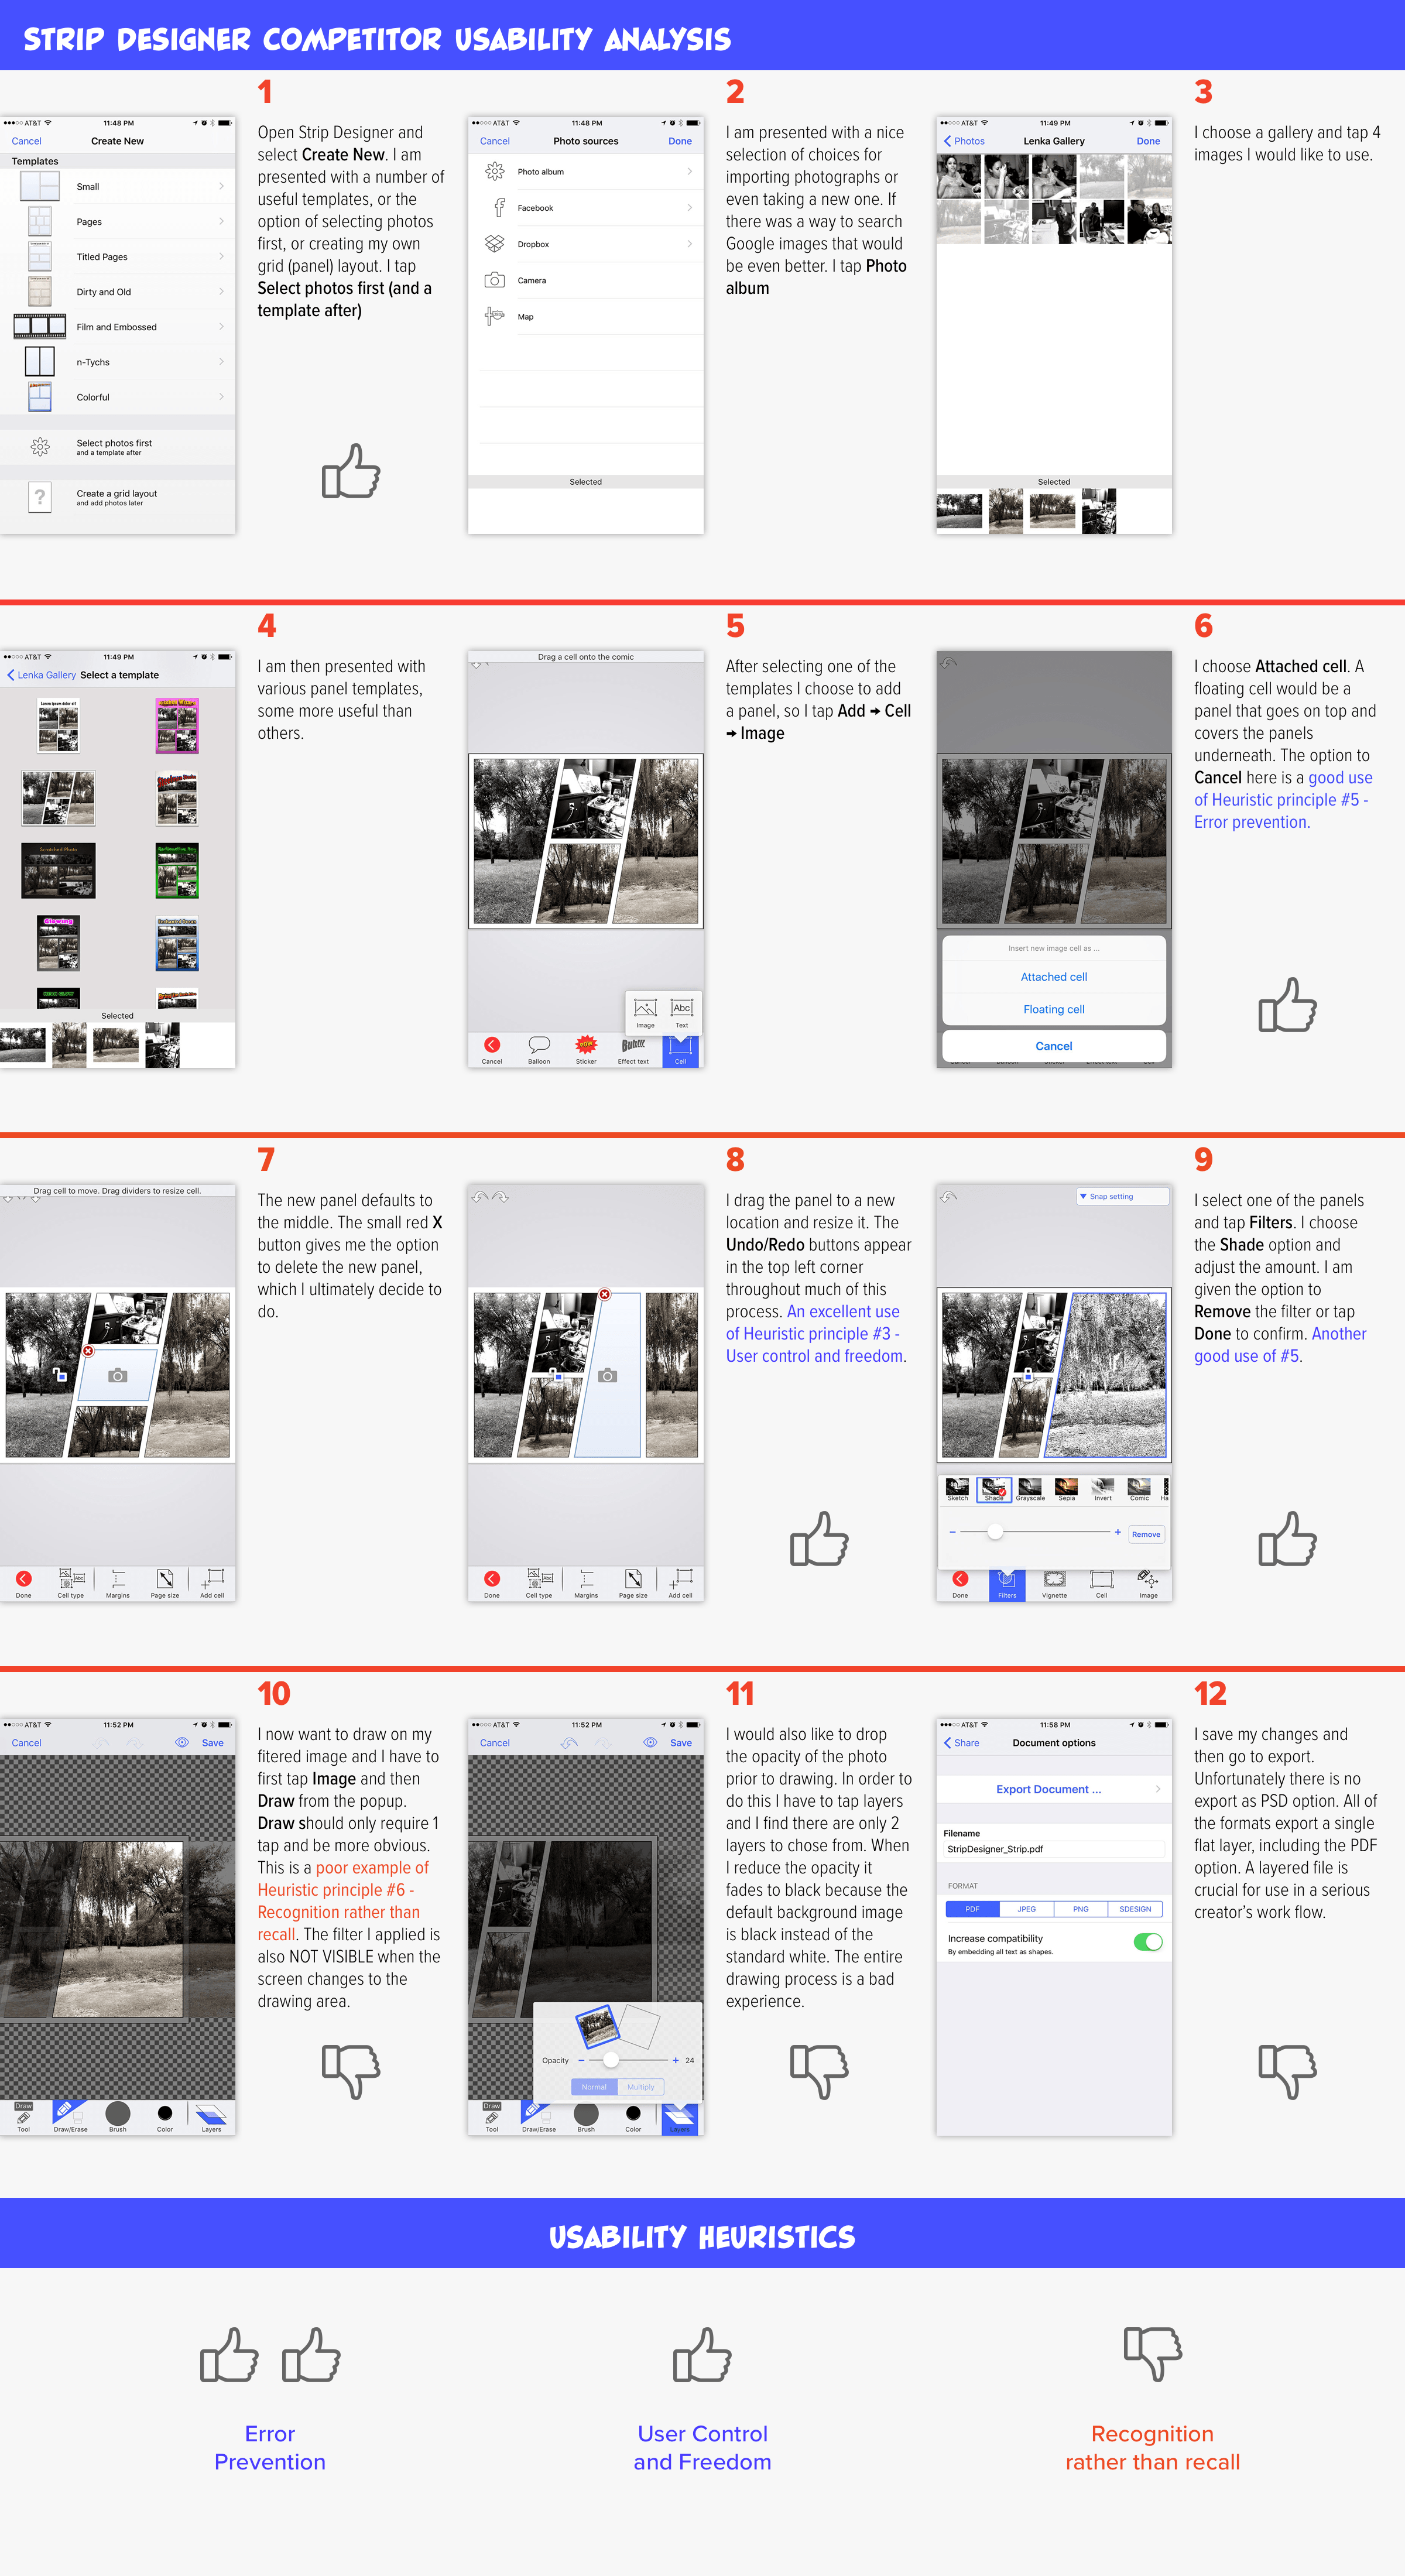 STRIP DESIGNER COMPETITOR USABILITY ANALYSIS
1
●●●○○ AT&T 11:48 PM
Cancel Create New
Templates
Small
Pages
Titled Pages
Dirty and Old
Film and Embossed
n-Tychs
Colorful
Select photos first
and a template after
?
Create a grid layout
and add photos later
Open Strip Designer and
select Create New. I am
presented with a number of
useful templates, or the
option of selecting photos
first, or creating my own
grid (panel) layout. I tap
Select photos first (and a
template after)
2
●●○○○ AT&T 11:48 PM
Cancel Photo sources Done
Photo album
Facebook
Dropbox
Camera
Map
Selected
I am presented with a nice
selection of choices for
importing photographs or
even taking a new one. If
there was a way to search
Google images that would
be even better. I tap Photo
album
3
●●○○○ AT&T 11:49 PM
Photos Lenka Gallery Done
Selected
I choose a gallery and tap 4
images I would like to use.
4
●●○○○ AT&T 11:49 PM
Lenka Gallery Select a template
Lorem ipsum dolor sit
Scratched Photo
Glowing
Enchanted Ocean
Selected
I am then presented with
various panel templates,
some more useful than
others.
5
Drag a cell onto the comic
Image Abc Text
Cancel Balloon Sticker Effect text Cell
After selecting one of the
templates I choose to add
a panel, so I tap Add ➜ Cell
➜ Image
6
Insert new image cell as ...
Attached cell
Floating cell
Cancel
I choose Attached cell. A
floating cell would be a
panel that goes on top and
covers the panels
underneath. The option to
Cancel here is a good use
of Heuristic principle #5 -
Error prevention.
7
Drag cell to move. Drag dividers to resize cell.
Done Cell type Margins Page size Add cell
The new panel defaults to
the middle. The small red X
button gives me the option
to delete the new panel,
which I ultimately decide to
do.
8
Done Cell type Margins Page size Add cell
I drag the panel to a new
location and resize it. The
Undo/Redo buttons appear
in the top left corner
throughout much of this
process. An excellent use
of Heuristic principle #3 -
User control and freedom.
9
Snap setting
Sketch Shade Grayscale Sepia Invert Comic Ha
Remove
Done Filters Vignette Cell Image
I select one of the panels
and tap Filters. I choose
the Shade option and
adjust the amount. I am
given the option to
Remove the filter or tap
Done to confirm. Another
good use of #5.
10
●●○○○ AT&T 11:52 PM
Cancel Save
Draw
Tool Draw/Erase Brush Color Layers
I now want to draw on my
fitered image and I have to
first tap Image and then
Draw from the popup.
Draw should only require 1
tap and be more obvious.
This is a poor example of
Heuristic principle #6 -
Recognition rather than
recall. The filter I applied is
also NOT VISIBLE when the
screen changes to the
drawing area.
11
●●○○○ AT&T 11:52 PM
Cancel Save
Opacity 24
Normal Multiply
Draw
Tool Draw/Erase Brush Color Layers
I would also like to drop
the opacity of the photo
prior to drawing. In order to
do this I have to tap layers
and I find there are only 2
layers to chose from. When
I reduce the opacity it
fades to black because the
default background image
is black instead of the
standard white. The entire
drawing process is a bad
experience.
12
●●●○○ AT&T 11:58 PM
Share Document options
Export Document ...
Filename
StripDesigner_Strip.pdf
FORMAT
PDF JPEG PNG SDESIGN
Increase compatibility
By embedding all text as shapes.
I save my changes and
then go to export.
Unfortunately there is no
export as PSD option. All of
the formats export a single
flat layer, including the PDF
option. A layered file is
crucial for use in a serious
creator's work flow.
USABILITY HEURISTICS
Error
Prevention
User Control
and Freedom
Recognition
rather than recall